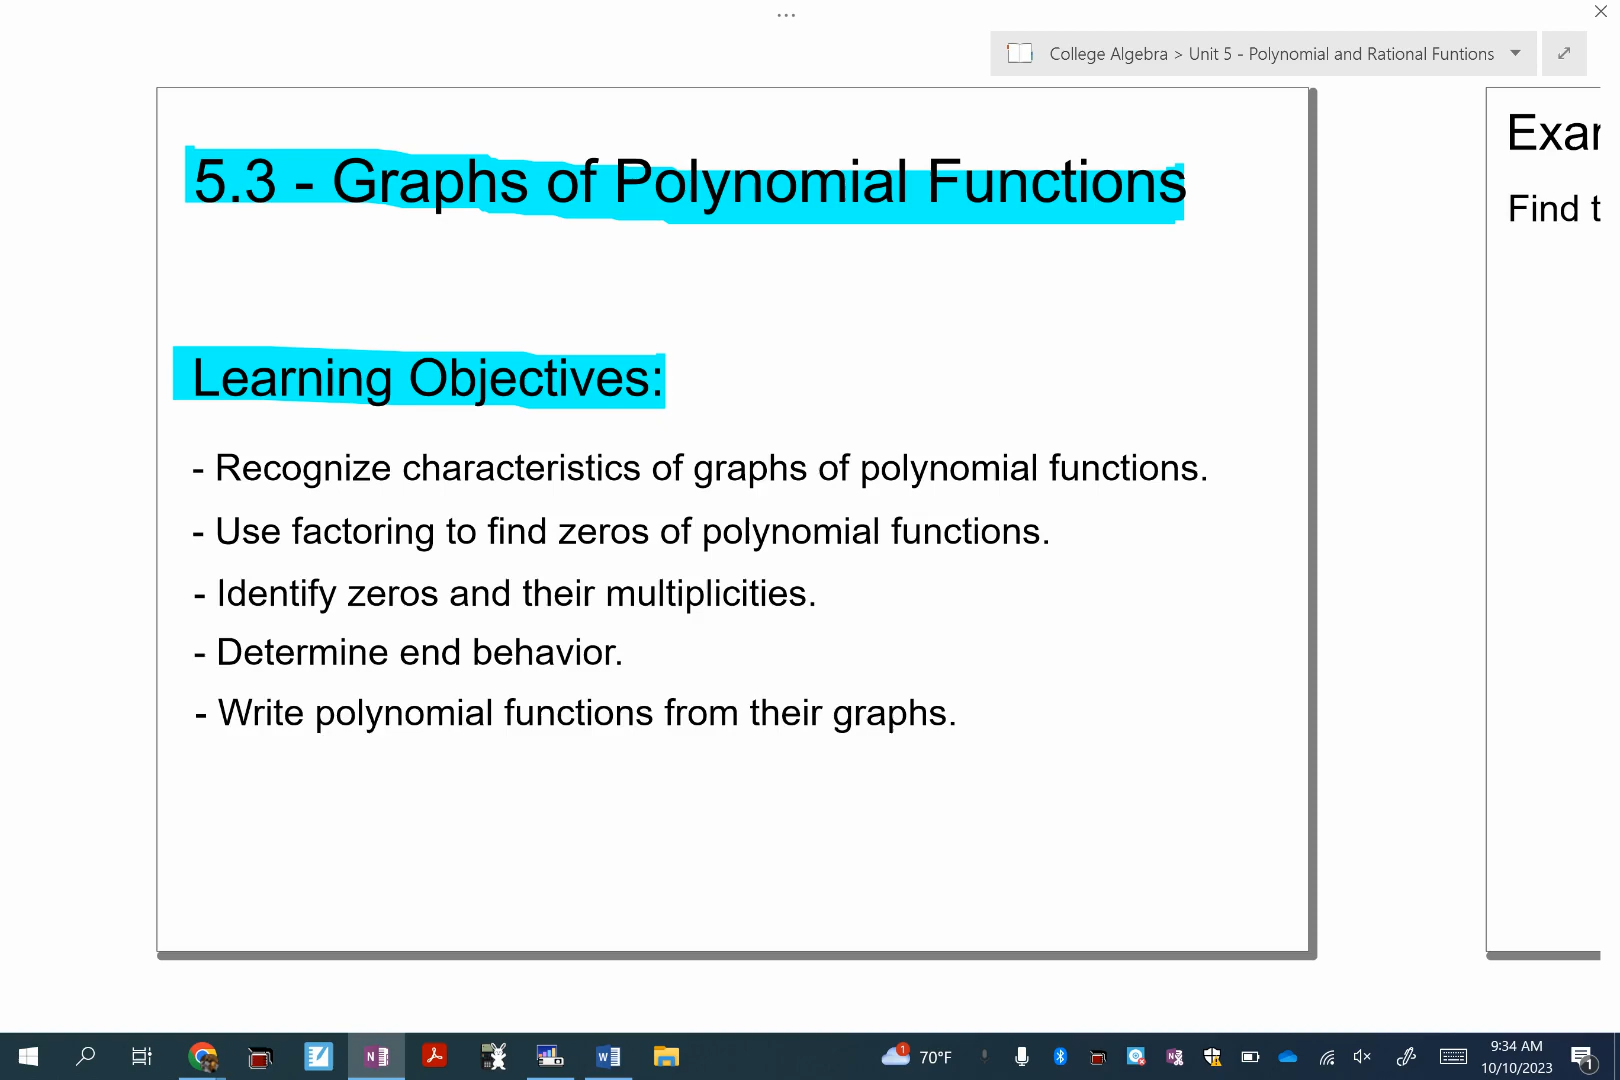 ...
College Algebra > Unit 5 - Polynomial and Rational Funtions
5.3 - Graphs of Polynomial Functions
Learning Objectives:
- Recognize characteristics of graphs of polynomial functions.
- Use factoring to find zeros of polynomial functions.
- Identify zeros and their multiplicities.
- Determine end behavior.
- Write polynomial functions from their graphs.
Find
1
70°F
9:34 AM
10/10/2023
1